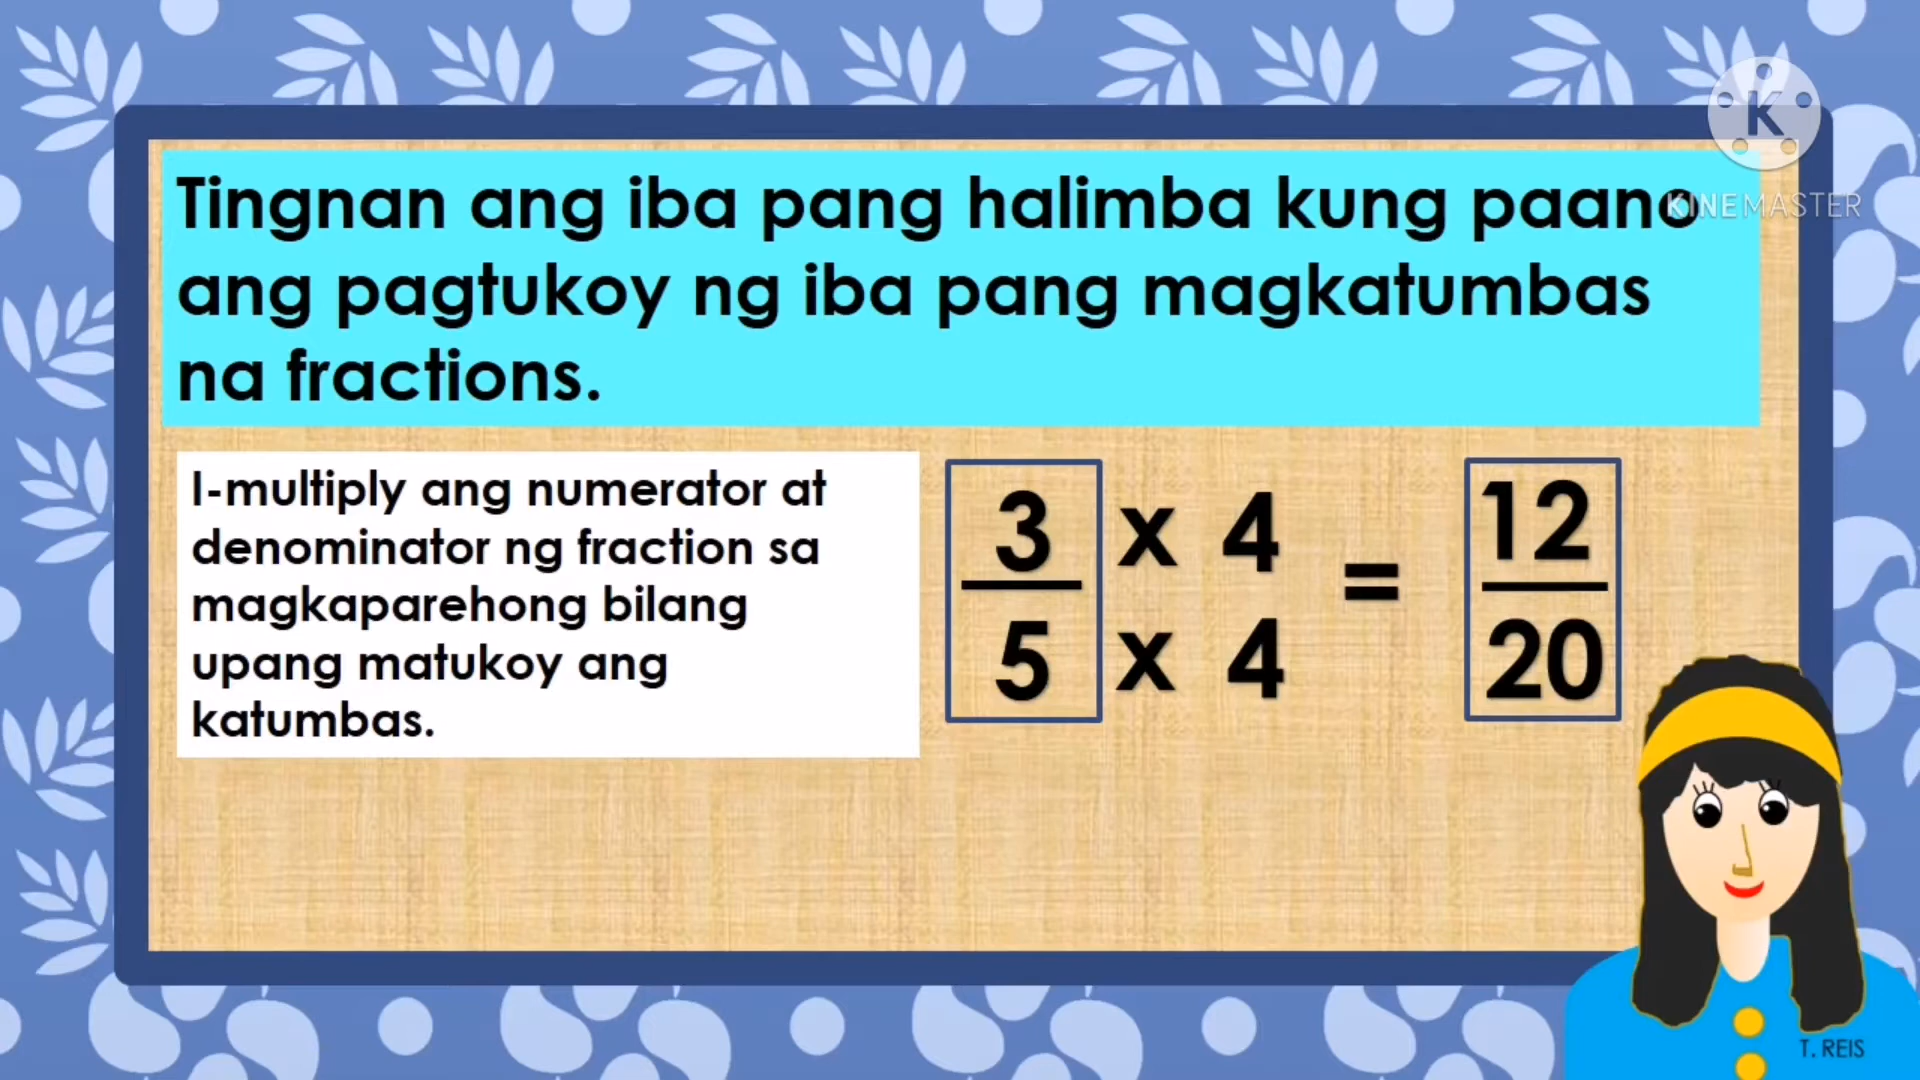 K
KINEMASTER
Tingnan ang iba pang halimba kung paano
ang pagtukoy ng iba pang magkatumbas
na fractions.
I-multiply ang numerator at
denominator ng fraction sa
magkaparehong bilang
upang matukoy ang
katumbas.
3 x 4
5 x 4
=
12
20
T. REIS